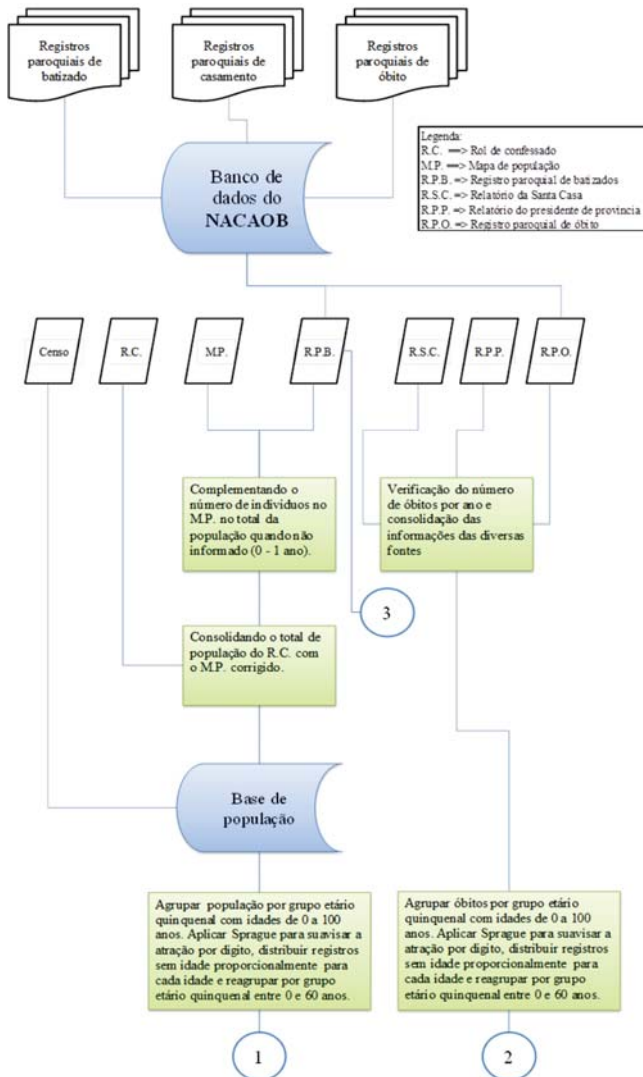 Registros
paroquiais de
batizado
Registros
paroquiais de
casamento
Registros
paroquiais de
óbito
Legenda:
R.C. ==> Rol de confessado
M.P. ==> Mapa de população
R.P.B. => Registro paroquial de batizados
R.S.C. => Relatório da Santa Casa
R.P.P. => Relatório do presidente de província
R.P.O. => Registro paroquial de óbito
Banco de
dados do
NACAOB
Censo
R.C.
M.P.
R.P.B.
R.S.C.
R.P.P.
R.P.O.
Complementando o
número de indivíduos no
M.P. no total da
população quando não
informado (0 - 1 ano).
Verificação do número
de óbitos por ano e
consolidação das
informações das diversas
fontes
3
Consolidando o total de
população do R.C. com
o M.P. corrigido.
Base de
população
Agrupar população por grupo etário
quinquenal com idades de 0 a 100
anos. Aplicar Sprague para suavisar a
atração por digito, distribuir registros
sem idade proporcionalmente para
cada idade e reagrupar por grupo
etário quinquenal entre 0 e 60 anos.
Agrupar óbitos por grupo etário
quinquenal com idades de 0 a 100
anos. Aplicar Sprague para suavisar a
atração por digito, distribuir registros
sem idade proporcionalmente para
cada idade e reagrupar por grupo
etário quinquenal entre 0 e 60 anos.
1
2